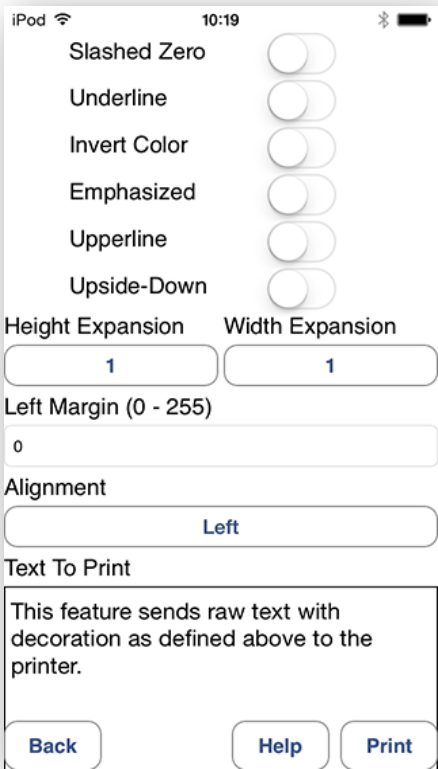 iPod 10:19
Slashed Zero
Underline
Invert Color
Emphasized
Upperline
Upside-Down
Height Expansion Width Expansion
1 1
Left Margin (0 - 255)
0
Alignment
Left
Text To Print
This feature sends raw text with
decoration as defined above to the
printer.
Back Help Print